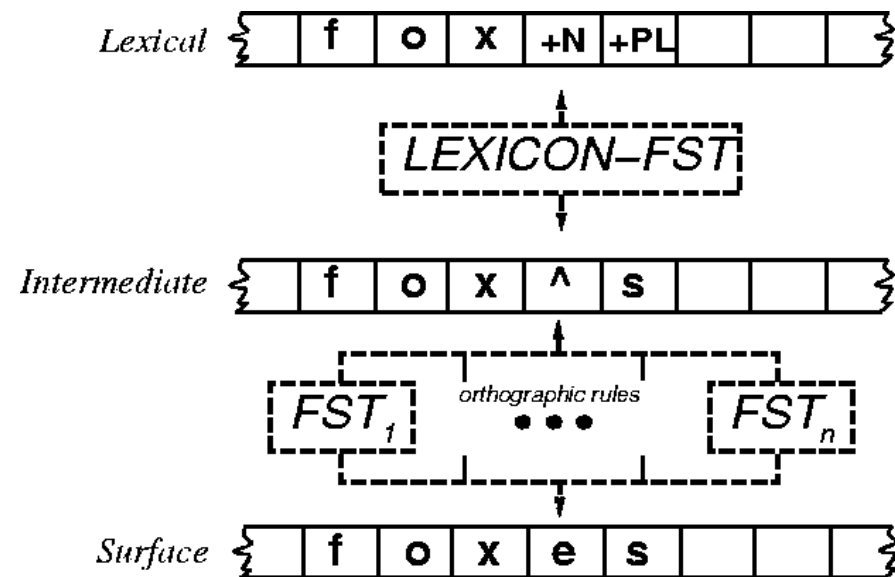 Lexical f o x +N +PL
LEXICON-FST
Intermediate f o x ^ s
orthographic rules
FST1 ••• FSTn
Surface f o x e s